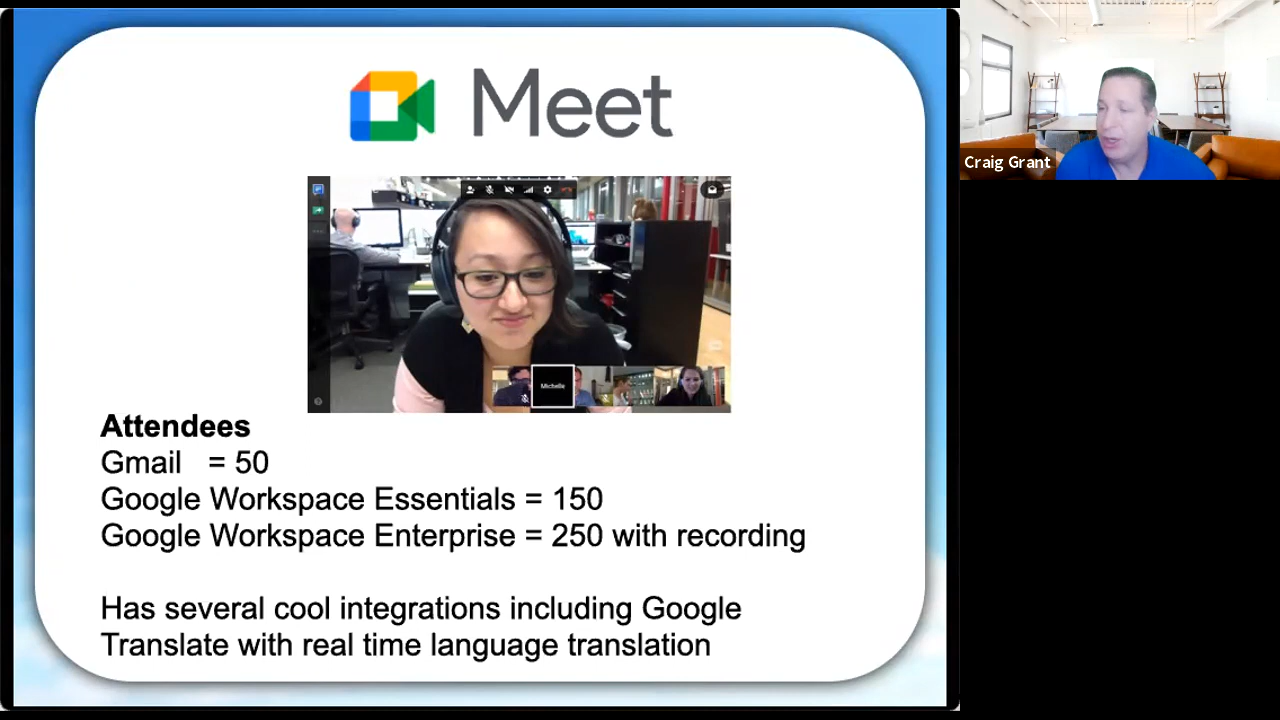 Meet
Craig Grant
Michelle
Attendees
Gmail = 50
Google Workspace Essentials = 150
Google Workspace Enterprise = 250 with recording
Has several cool integrations including Google
Translate with real time language translation